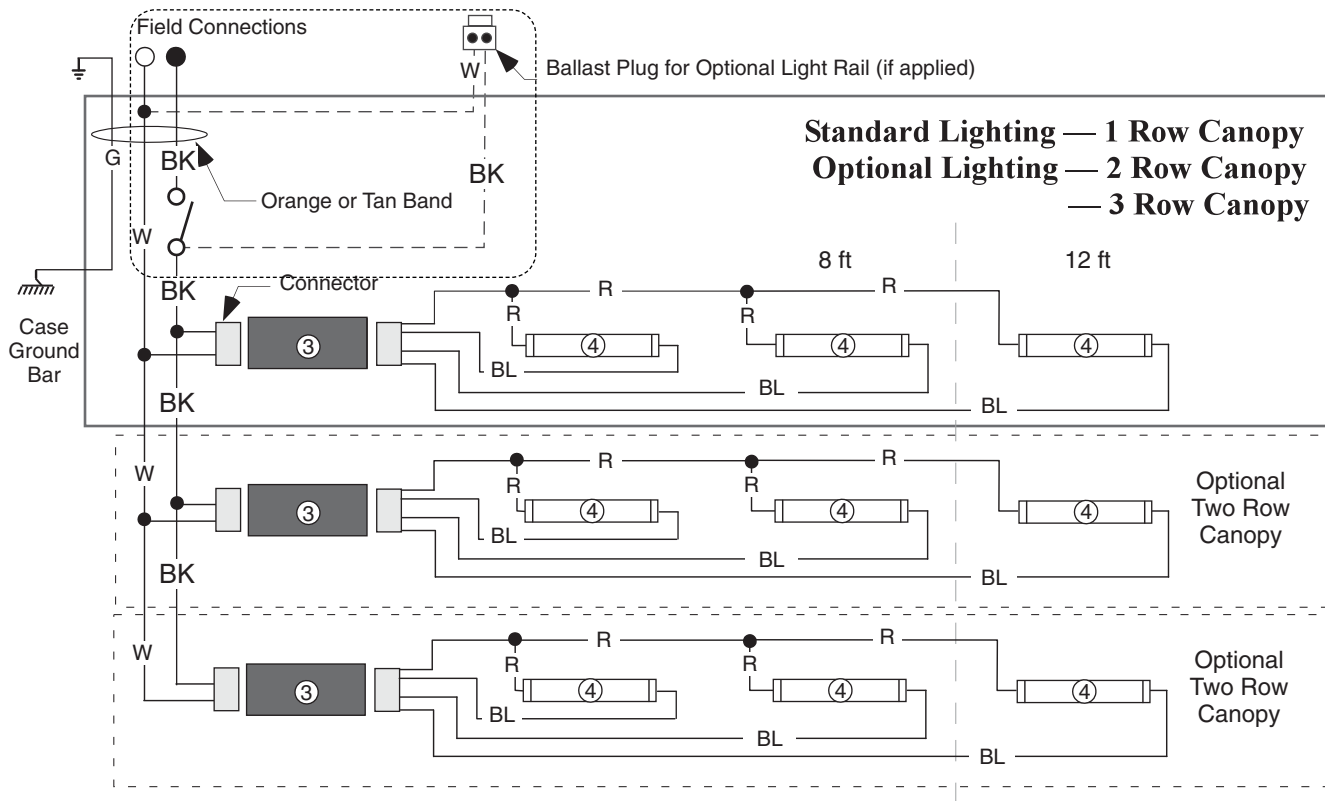 Field Connections
W
Ballast Plug for Optional Light Rail (if applied)
Standard Lighting — 1 Row Canopy
Optional Lighting — 2 Row Canopy
— 3 Row Canopy
G
BK
BK
Orange or Tan Band
W
8 ft
12 ft
BK
Connector
R
R
R
R
Case
Ground
Bar
3
4
4
4
BL
BL
BL
BK
W
R
R
R
R
3
4
4
4
BL
BL
BL
Optional
Two Row
Canopy
BK
W
R
R
R
R
3
4
4
4
BL
BL
BL
Optional
Two Row
Canopy